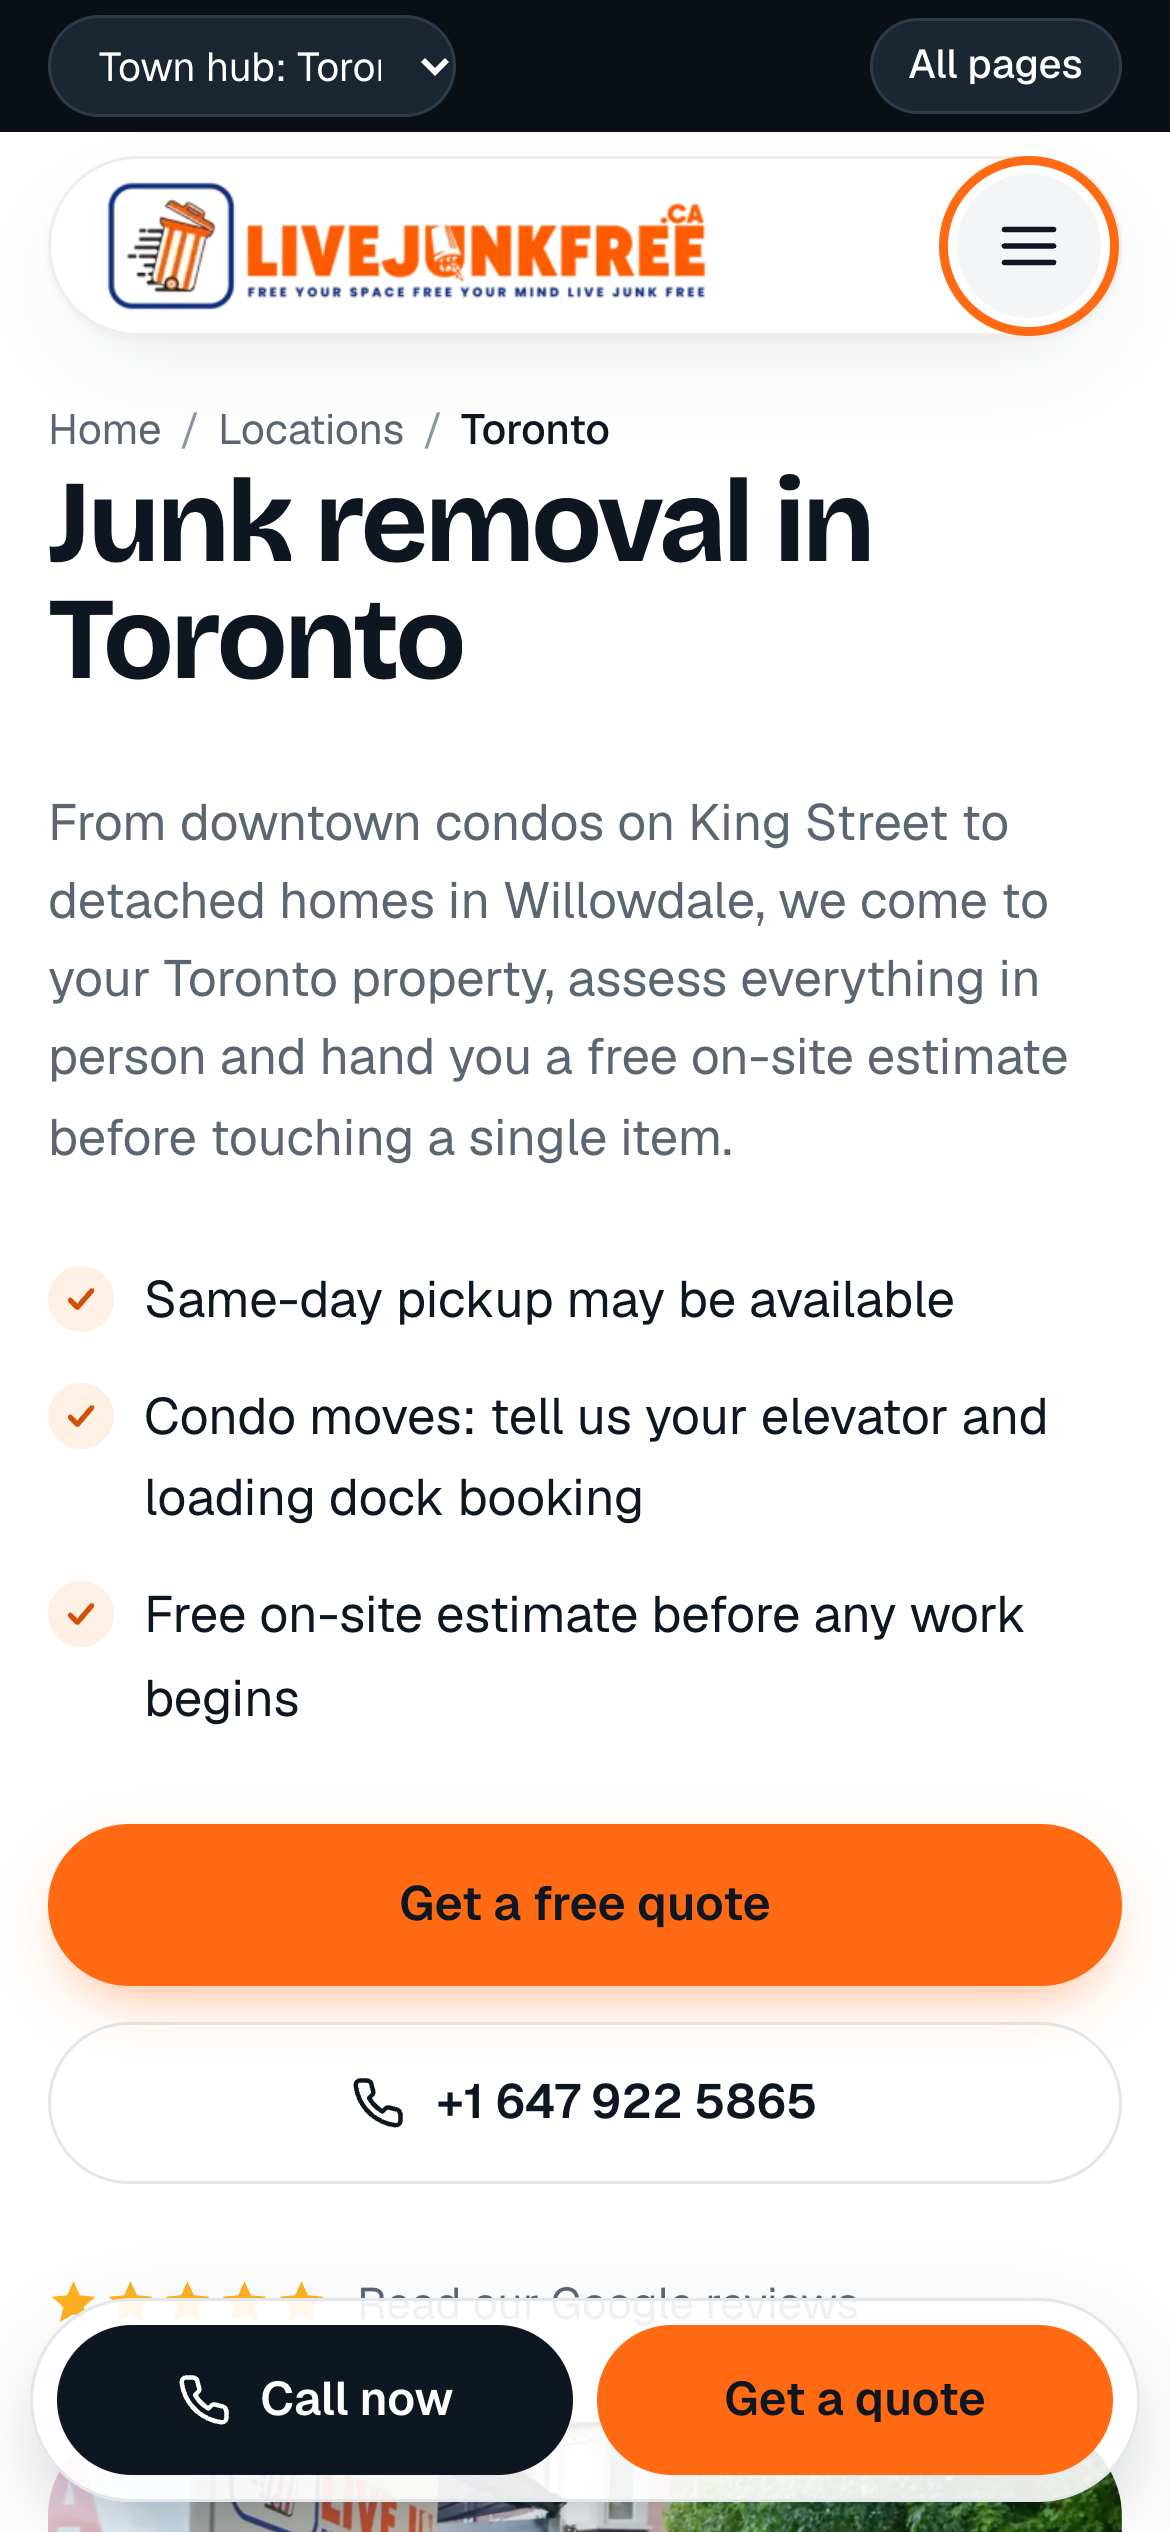 Town hub: Toror
All pages
.CA
LIVEJUNKFREE
FREE YOUR SPACE FREE YOUR MIND LIVE JUNK FREE
Home / Locations / Toronto
Junk removal in
Toronto
From downtown condos on King Street to
detached homes in Willowdale, we come to
your Toronto property, assess everything in
person and hand you a free on-site estimate
before touching a single item.
Same-day pickup may be available
Condo moves: tell us your elevator and
loading dock booking
Free on-site estimate before any work
begins
Get a free quote
+1 647 922 5865
Read our Google reviews
Call now
Get a quote
LIVE